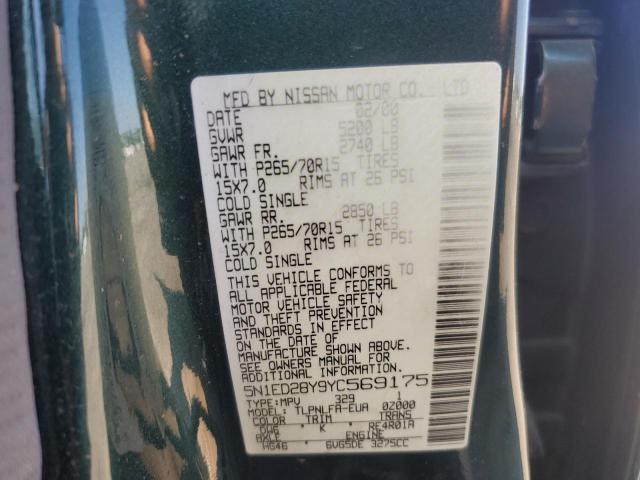 MFD BY NISSAN MOTOR CO., LTD
DATE 02/00
GVWR 5200 LB
GAWR FR. 2740 LB
WITH P265/70R15 TIRES
15X7.0 RIMS AT 26 PSI
COLD SINGLE
GAWR RR. 2850 LB
WITH P265/70R15 TIRES
15X7.0 RIMS AT 26 PSI
COLD SINGLE
THIS VEHICLE CONFORMS TO
ALL APPLICABLE FEDERAL
MOTOR VEHICLE SAFETY
AND THEFT PREVENTION
STANDARDS IN EFFECT
ON THE DATE OF
MANUFACTURE SHOWN ABOVE.
SEE OWNERS MANUAL FOR
ADDITIONAL INFORMATION.
5N1ED28Y9YC569175
TYPE: MPV 329 1
MODEL: TLPNLFA-EUA 02000
COLOR TRIM TRANS
DW6 K RE4R01A
AXLE ENGINE
HG46 6VG5DE 3275CC